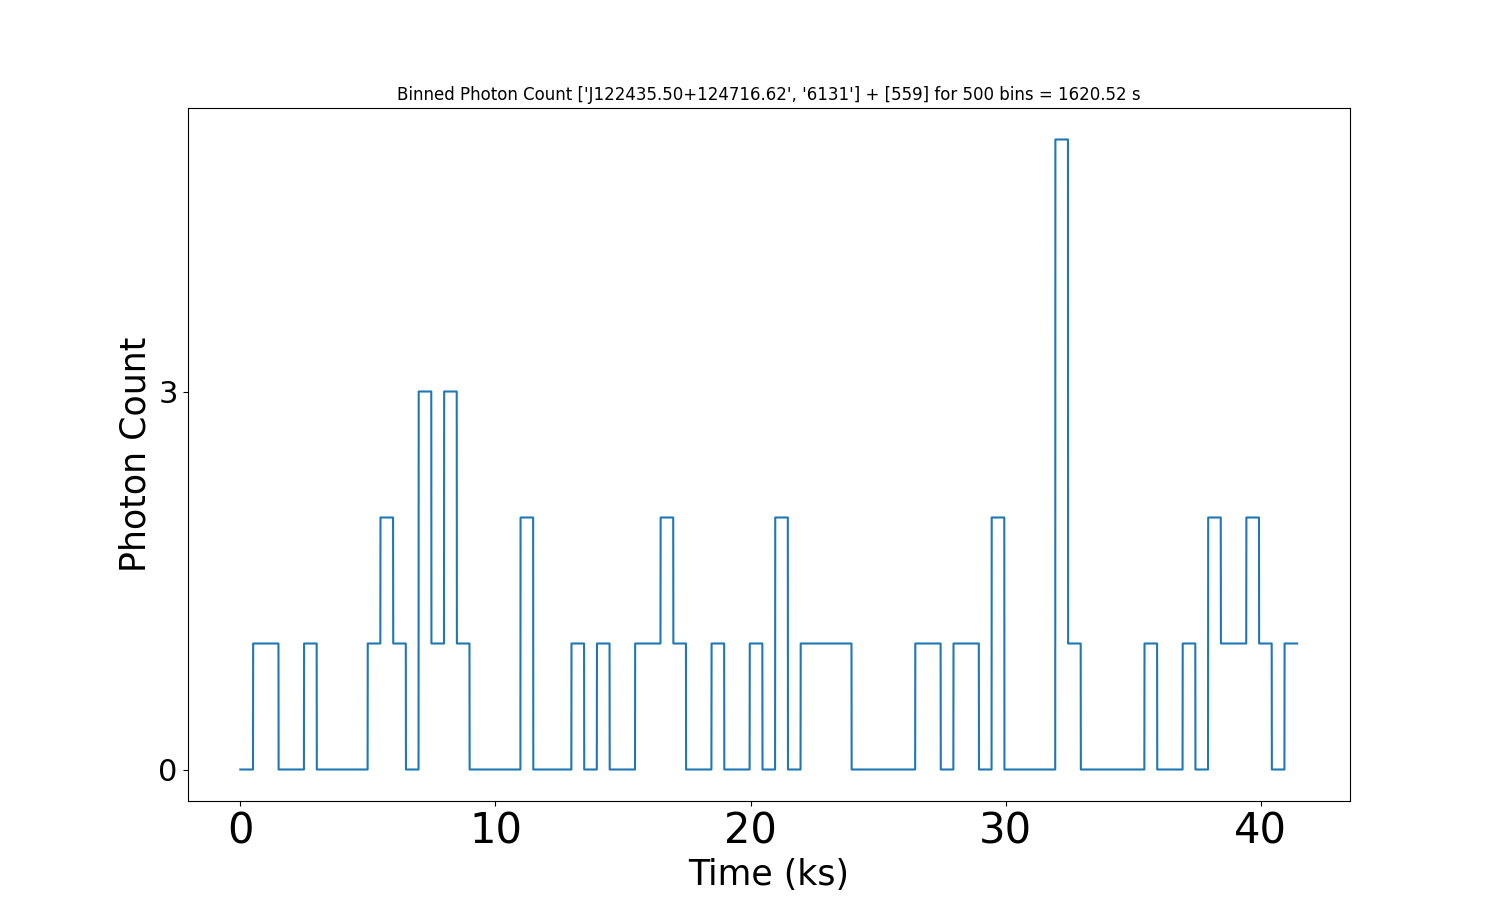 Binned Photon Count ['J122435.50+124716.62', '6131'] + [559] for 500 bins = 1620.52 s
Photon Count
3
0
0 10 20 30 40
Time (ks)